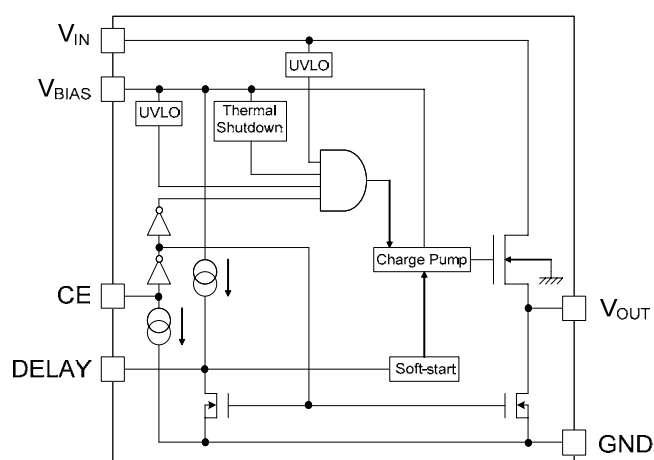 VIN
UVLO
VBIAS
UVLO
Thermal
Shutdown
Charge Pump
CE
VOUT
DELAY
Soft-start
GND